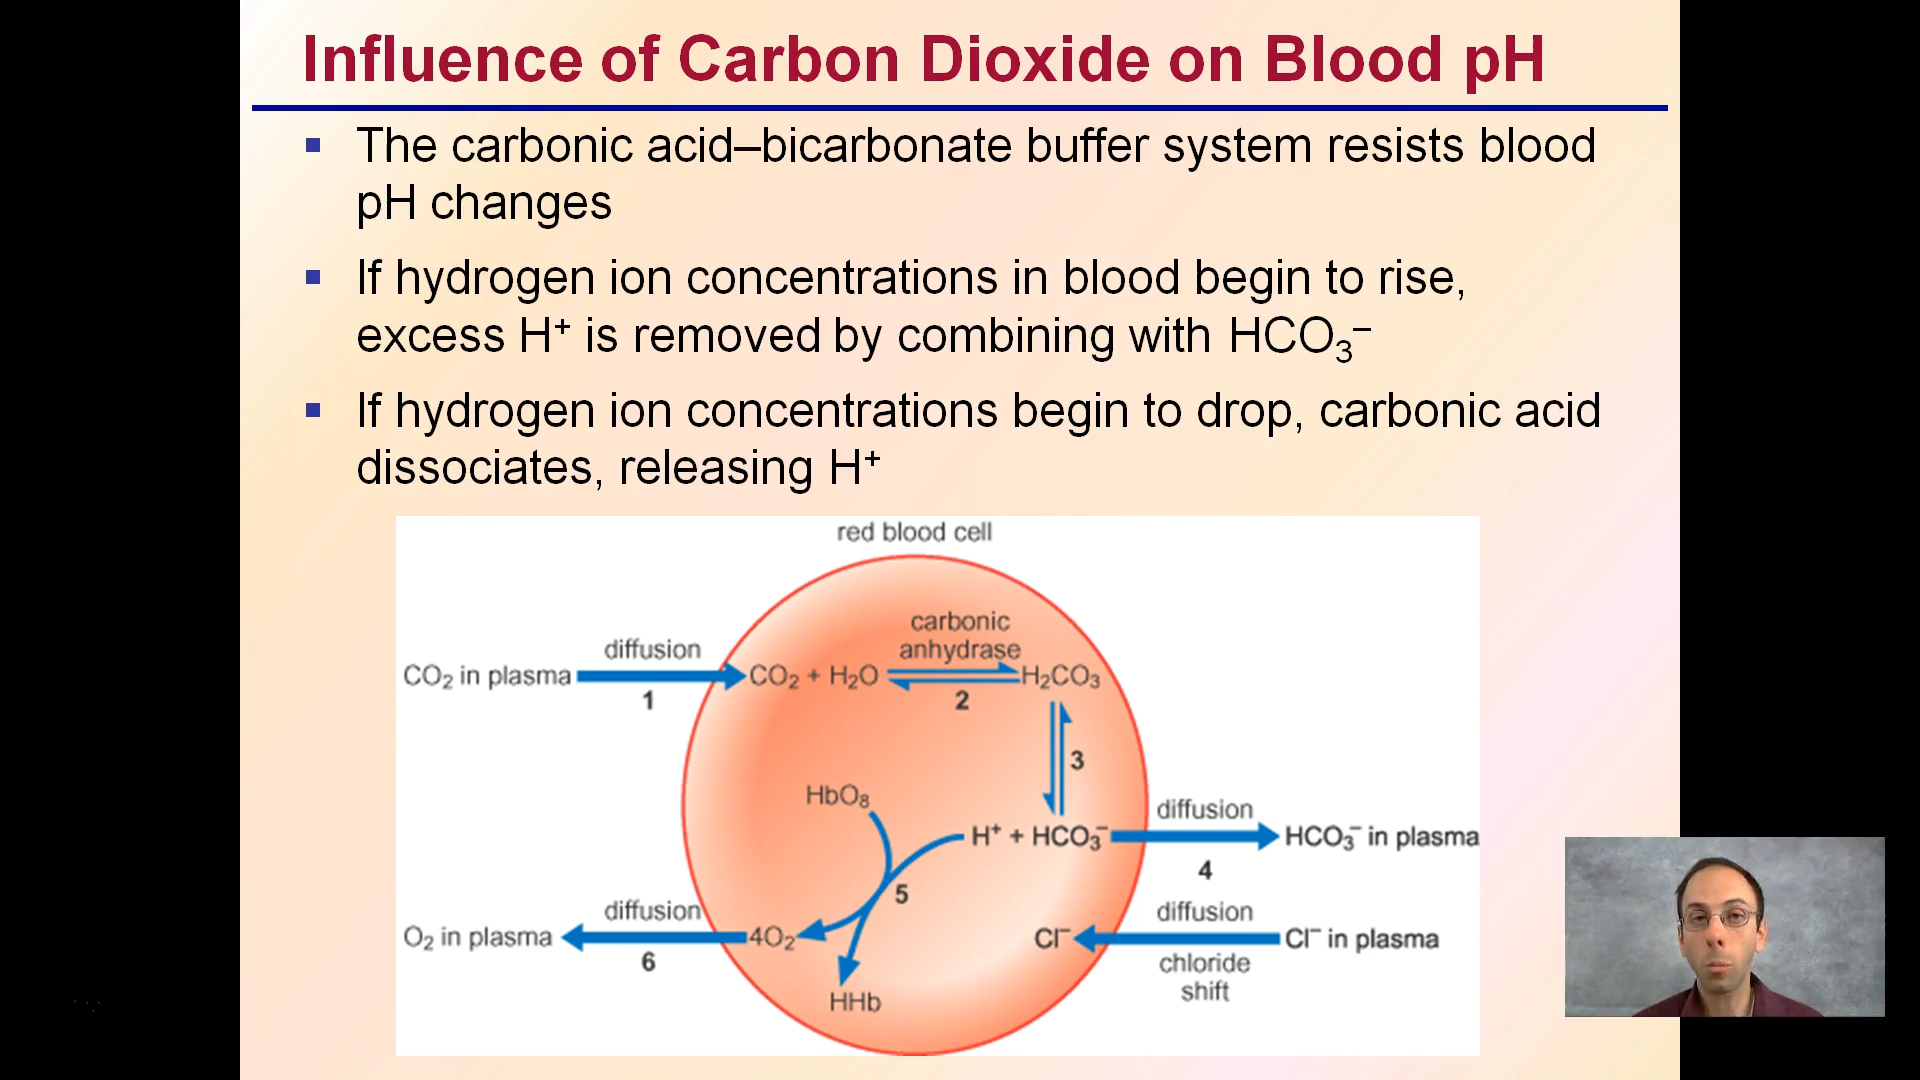 Influence of Carbon Dioxide on Blood pH
▪ The carbonic acid–bicarbonate buffer system resists blood
pH changes
▪ If hydrogen ion concentrations in blood begin to rise,
excess H⁺ is removed by combining with HCO₃⁻
▪ If hydrogen ion concentrations begin to drop, carbonic acid
dissociates, releasing H⁺
red blood cell
carbonic
anhydrase
diffusion
CO₂ in plasma
CO₂ + H₂O
H₂CO₃
1
2
3
HbO₈
diffusion
H⁺ + HCO₃⁻
HCO₃⁻ in plasma
4
5
diffusion
diffusion
O₂ in plasma
4O₂
Cl⁻
Cl⁻ in plasma
6
chloride
shift
HHb